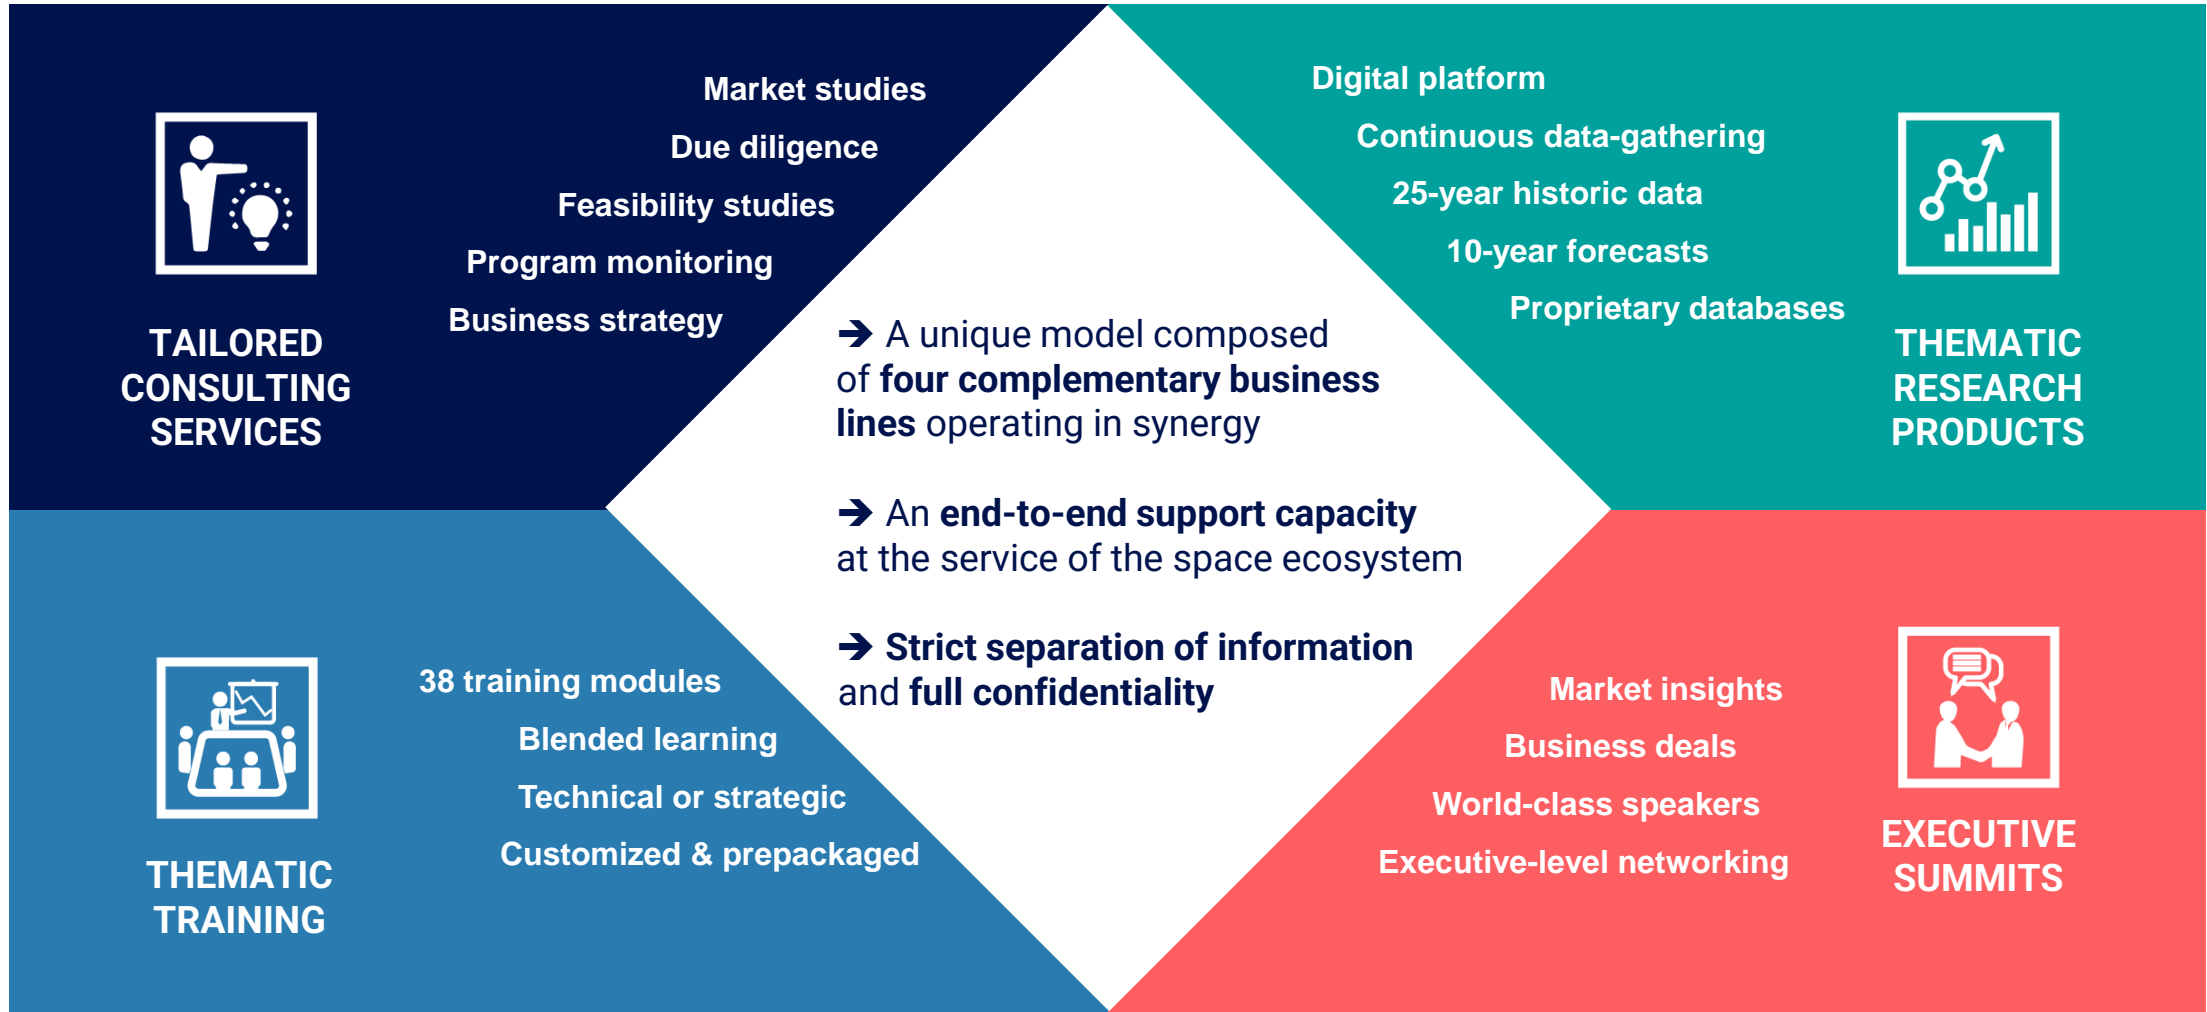 Market studies
Due diligence
Feasibility studies
Program monitoring
Business strategy
TAILORED
CONSULTING
SERVICES
Digital platform
Continuous data-gathering
25-year historic data
10-year forecasts
Proprietary databases
THEMATIC
RESEARCH
PRODUCTS
➔ A unique model composed
of four complementary business
lines operating in synergy
➔ An end-to-end support capacity
at the service of the space ecosystem
➔ Strict separation of information
and full confidentiality
38 training modules
Blended learning
Technical or strategic
Customized & prepackaged
THEMATIC
TRAINING
Market insights
Business deals
World-class speakers
Executive-level networking
EXECUTIVE
SUMMITS